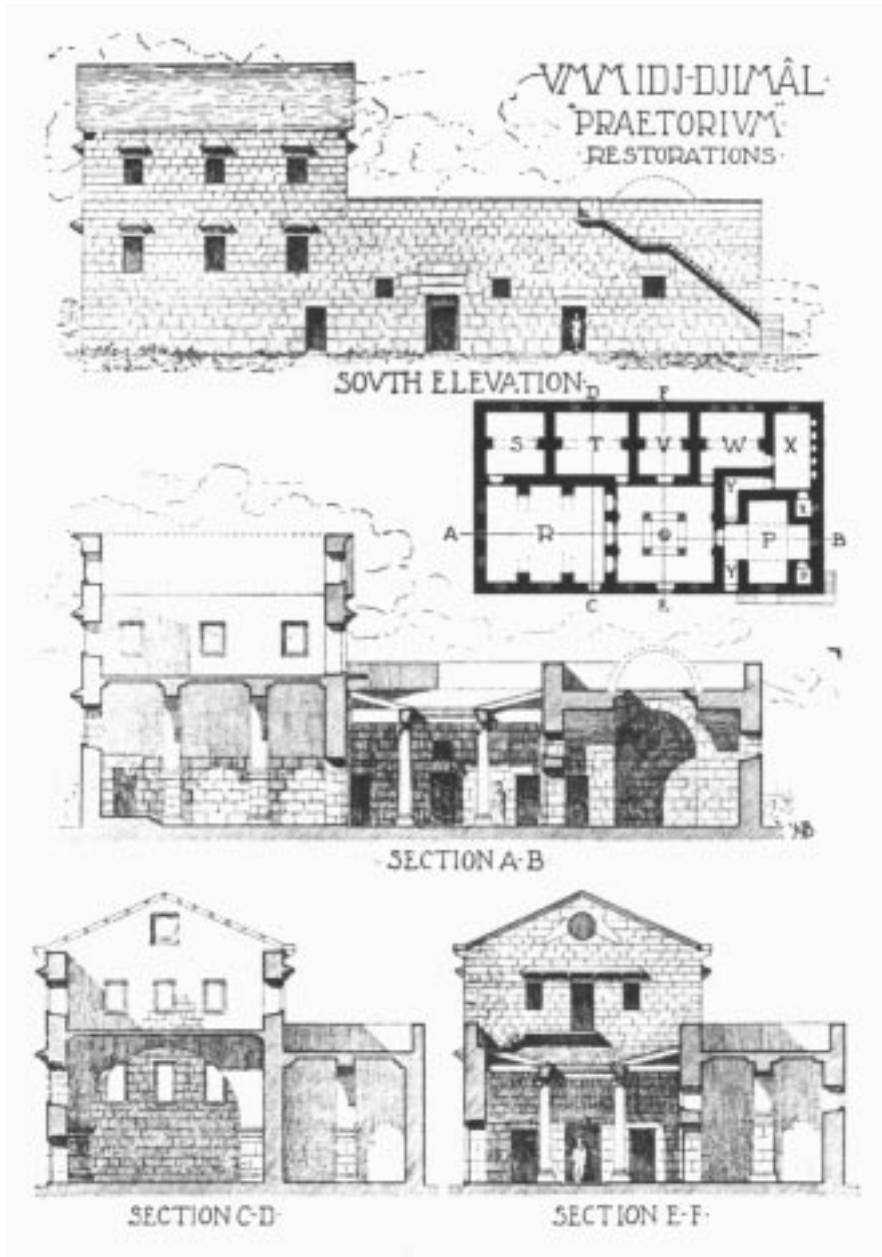 VMM IDJ-DJIMÂL
"PRAETORIVM"
·RESTORATIONS·
SOVTH ELEVATION·
D F
S T V W X
Y
A R P B
Y
C E
·SECTION A·B
SECTION C-D·
SECTION E·F·